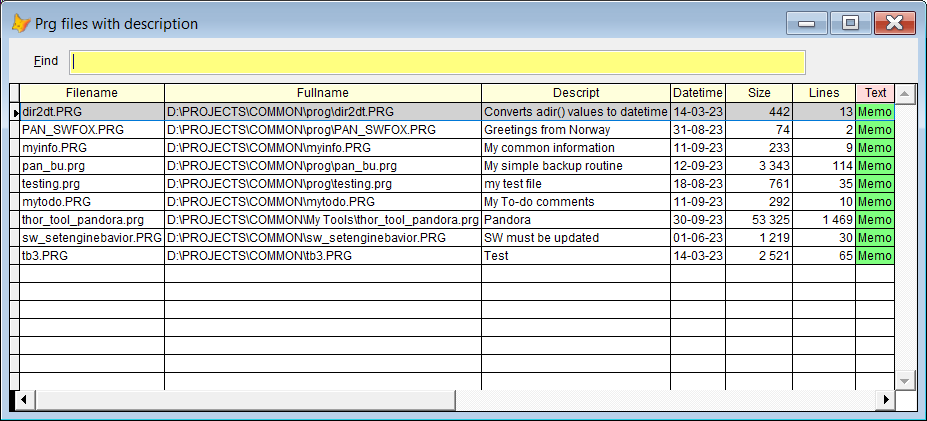 Prg files with description
Find
Filename Fullname Descript Datetime Size Lines Text
dir2dt.PRG D:\PROJECTS\COMMON\prog\dir2dt.PRG Converts adir() values to datetime 14-03-23 442 13 Memo
PAN_SWFOX.PRG D:\PROJECTS\COMMON\prog\PAN_SWFOX.PRG Greetings from Norway 31-08-23 74 2 Memo
myinfo.PRG D:\PROJECTS\COMMON\myinfo.PRG My common information 11-09-23 233 9 Memo
pan_bu.prg D:\PROJECTS\COMMON\prog\pan_bu.prg My simple backup routine 12-09-23 3 343 114 Memo
testing.prg D:\PROJECTS\COMMON\prog\testing.prg my test file 18-08-23 761 35 Memo
mytodo.PRG D:\PROJECTS\COMMON\mytodo.PRG My To-do comments 11-09-23 292 10 Memo
thor_tool_pandora.prg D:\PROJECTS\COMMON\My Tools\thor_tool_pandora.prg Pandora 30-09-23 53 325 1 469 Memo
sw_setenginebavior.PRG D:\PROJECTS\COMMON\sw_setenginebavior.PRG SW must be updated 01-06-23 1 219 30 Memo
tb3.PRG D:\PROJECTS\COMMON\tb3.PRG Test 14-03-23 2 521 65 Memo